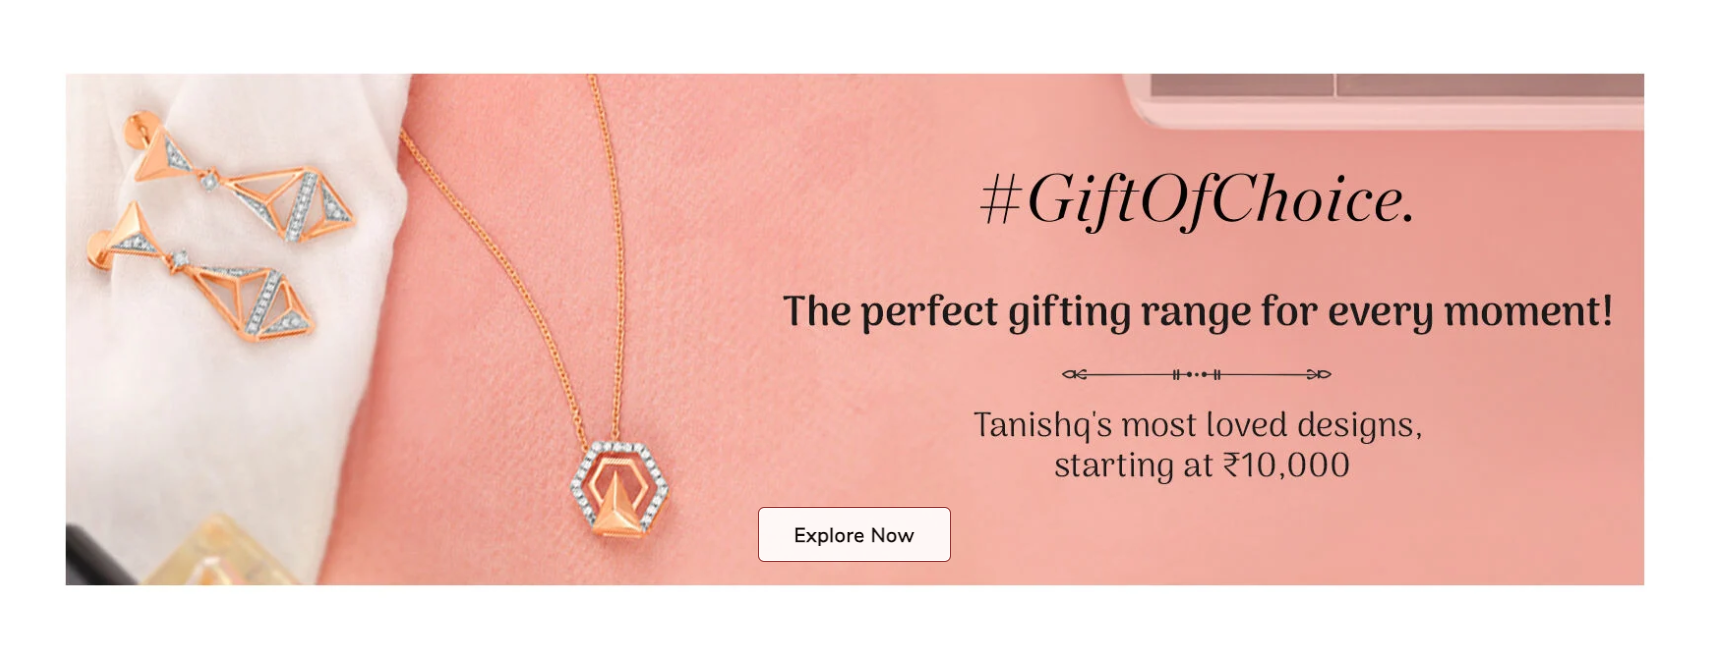 #GiftOfChoice.
The perfect gifting range for every moment!
Tanishq's most loved designs,
starting at ₹10,000
Explore Now